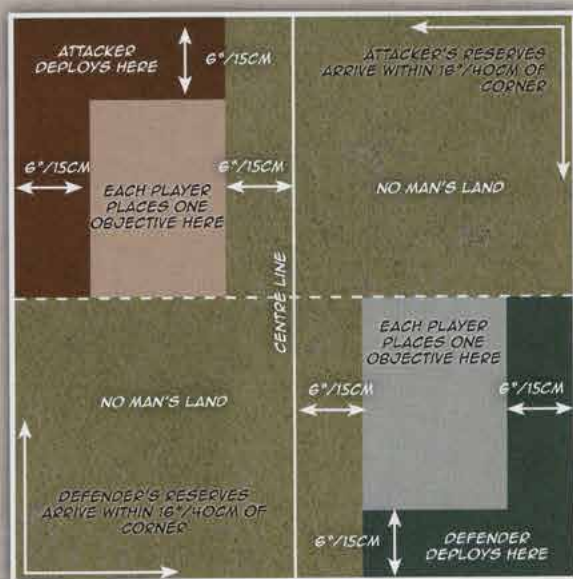 ATTACKER
DEPLOYS HERE
6"/15CM
ATTACKER'S RESERVES
ARRIVE WITHIN 16"/40CM OF
CORNER
6"/15CM
6"/15CM
EACH PLAYER
PLACES ONE
OBJECTIVE HERE
NO MAN'S LAND
CENTRE LINE
EACH PLAYER
PLACES ONE
OBJECTIVE HERE
NO MAN'S LAND
6"/15CM
6"/15CM
DEFENDER'S RESERVES
ARRIVE WITHIN 16"/40CM OF
CORNER
6"/15CM
DEFENDER
DEPLOYS HERE